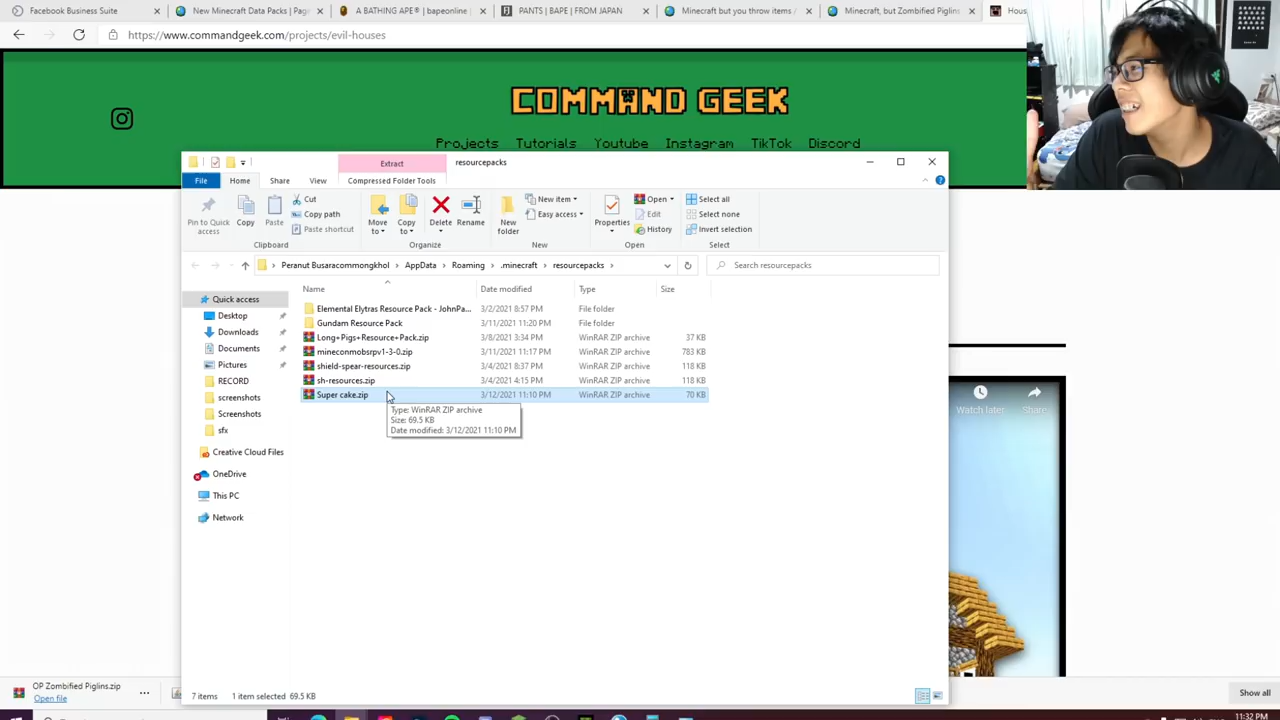 Facebook Business Suite
New Minecraft Data Packs | Pag
A BATHING APE® | bapeonline
PANTS | BAPE | FROM JAPAN
Minecraft but you throw items
Minecraft, but Zombified Piglins
Hous
https://www.commandgeek.com/projects/evil-houses
COMMAND GEEK
Projects Tutorials Youtube Instagram TikTok Discord
Extract
resourcepacks
File Home Share View Compressed Folder Tools
Pin to Quick access
Copy
Paste
Cut
Copy path
Paste shortcut
Move to
Copy to
Delete
Rename
New folder
New item
Easy access
Properties
Open
Edit
History
Select all
Select none
Invert selection
Clipboard Organize New Open Select
Peranut Busaracommongkhol > AppData > Roaming > .minecraft > resourcepacks >
Search resourcepacks
Name Date modified Type Size
Elemental Elytras Resource Pack - JohnPa... 3/2/2021 8:57 PM File folder
Gundam Resource Pack 3/11/2021 11:20 PM File folder
Long+Pigs+Resource+Pack.zip 3/8/2021 3:34 PM WinRAR ZIP archive 37 KB
mineconmobsrpv1-3-0.zip 3/11/2021 11:17 PM WinRAR ZIP archive 783 KB
shield-spear-resources.zip 3/4/2021 8:37 PM WinRAR ZIP archive 118 KB
sh-resources.zip 3/4/2021 4:15 PM WinRAR ZIP archive 118 KB
Super cake.zip 3/12/2021 11:10 PM WinRAR ZIP archive 70 KB
Type: WinRAR ZIP archive
Size: 69.5 KB
Date modified: 3/12/2021 11:10 PM
Quick access
Desktop
Downloads
Documents
Pictures
RECORD
screenshots
Screenshots
sfx
Creative Cloud Files
OneDrive
This PC
Network
Watch later Share
7 items 1 item selected 69.5 KB
OP Zombified Piglins.zip
Open file
Show all
11:32 PM